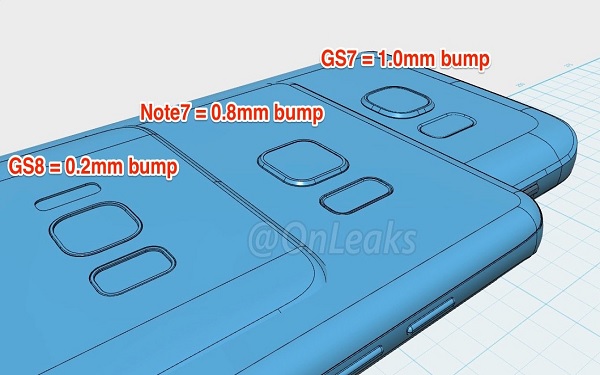 GS7 = 1.0mm bump
Note7 = 0.8mm bump
GS8 = 0.2mm bump
@OnLeaks